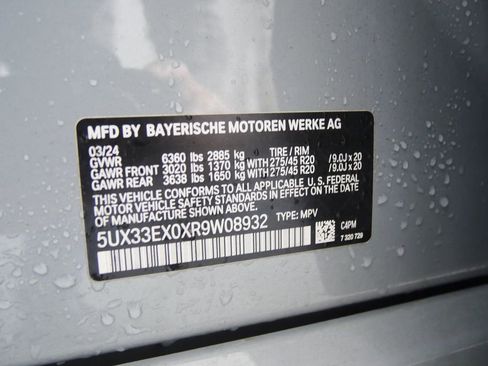 MFD BY BAYERISCHE MOTOREN WERKE AG
03/24
GVWR 6360 lbs 2885 kg TIRE / RIM
GAWR FRONT 3020 lbs 1370 kg WITH 275/45 R20 / 9.0J x 20
GAWR REAR 3638 lbs 1650 kg WITH 275/45 R20 / 9.0J x 20
THIS VEHICLE CONFORMS TO ALL APPLICABLE U.S. FEDERAL
MOTOR VEHICLE SAFETY STANDARDS IN EFFECT ON THE DATE
OF MANUFACTURE SHOWN ABOVE.
5UX33EX0XR9W08932 TYPE: MPV
C4PM
7 320 729